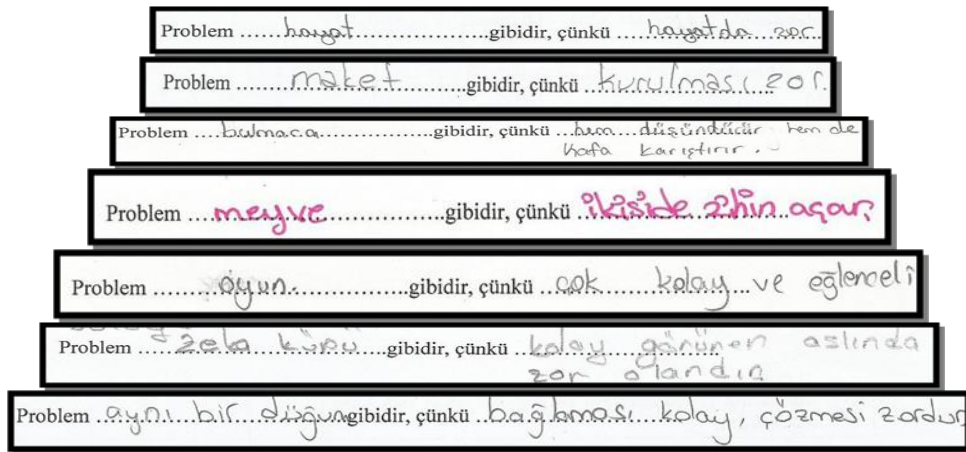 Problem ......hayat....................gibidir, çünkü ....hayatda zor..
Problem .........maket............gibidir, çünkü ..kurulması zor.
Problem ....bulmaca....................gibidir, çünkü ...hem...düşündücür hem de
kafa karıştırır.
Problem ....meyve....................gibidir, çünkü ikiside zihin açar.
Problem ...........oyun...................gibidir, çünkü çok kolay ve eğlenceli
Problem ......zeka küpü....gibidir, çünkü kolay görünen aslında
zor olandır
Problem ..aynı bir düğüm gibidir, çünkü ..bağlaması kolay, çözmesi zordur